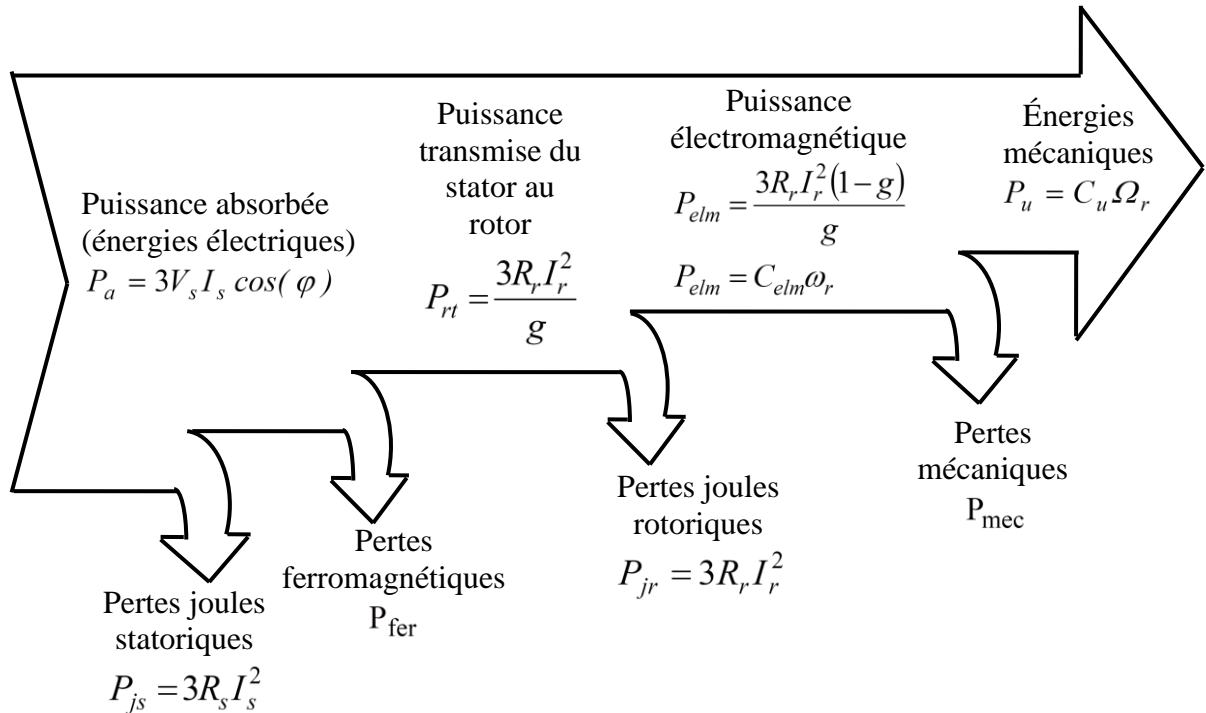 Puissance absorbée
(énergies électriques)
P_a = 3V_s I_s cos( φ )
Puissance
transmise du
stator au
rotor
P_rt = 3R_r I_r^2 / g
Puissance
électromagnétique
P_elm = 3R_r I_r^2 (1 − g) / g
P_elm = C_elm ω_r
Énergies
mécaniques
P_u = C_u Ω_r
Pertes joules
statoriques
P_js = 3R_s I_s^2
Pertes
ferromagnétiques
P_fer
Pertes joules
rotoriques
P_jr = 3R_r I_r^2
Pertes
mécaniques
P_mec